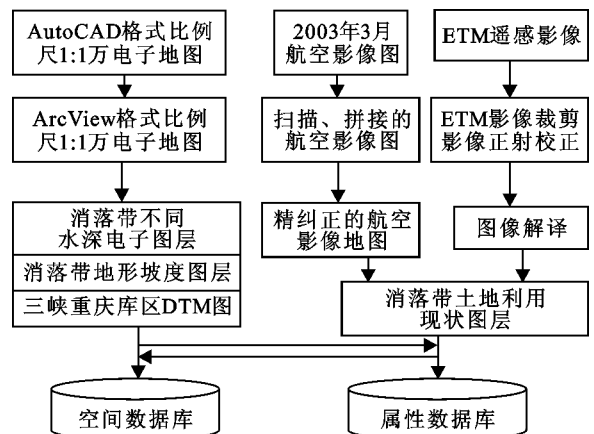 AutoCAD格式比例
尺1:1万电子地图
2003年3月
航空影像图
ETM遥感影像
ArcView格式比例
尺1:1万电子地图
扫描、拼接的
航空影像图
ETM影像裁剪
影像正射校正
消落带不同
水深电子图层
消落带地形坡度图层
三峡重庆库区DTM图
精纠正的航空
影像地图
图像解译
消落带土地利用
现状图层
空间数据库
属性数据库